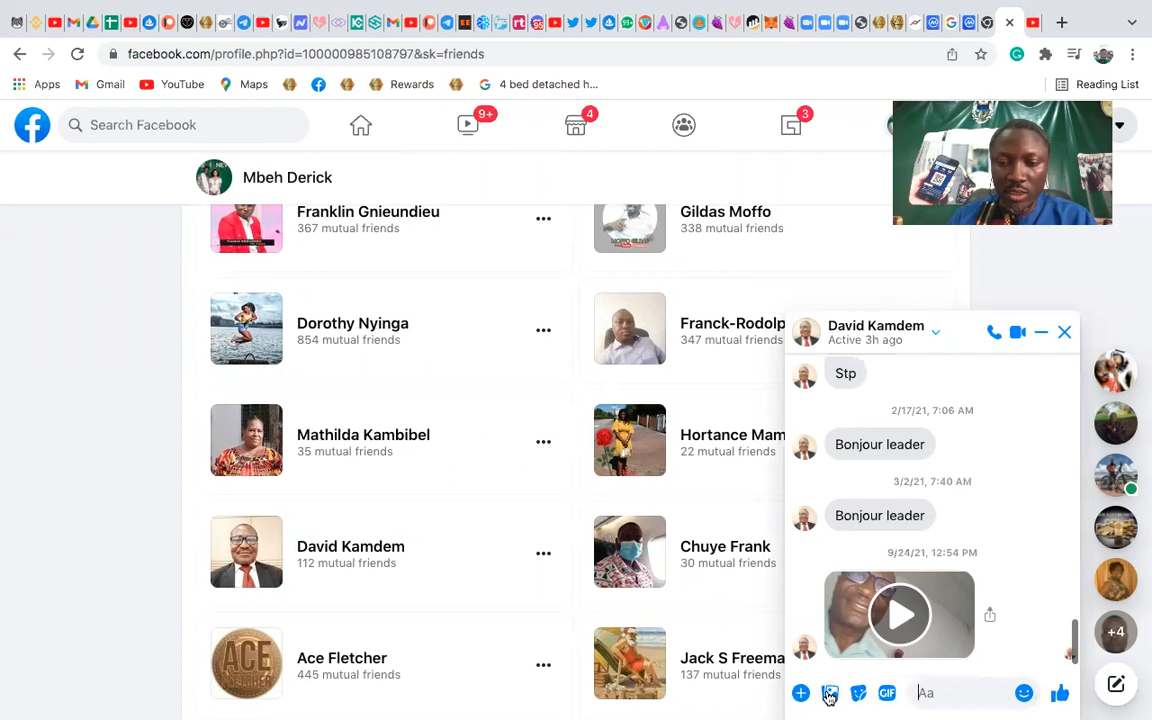 95
99+
facebook.com/profile.php?id=100000985108797&sk=friends
Apps
Gmail
YouTube
Maps
Rewards
4 bed detached h...
Reading List
Search Facebook
9+
4
3
Mbeh Derick
Franklin Gnieundieu
367 mutual friends
Gildas Moffo
338 mutual friends
Dorothy Nyinga
854 mutual friends
Franck-Rodolp
347 mutual friends
Mathilda Kambibel
35 mutual friends
Hortance Mam
22 mutual friends
David Kamdem
112 mutual friends
Chuye Frank
30 mutual friends
ACE
Ace Fletcher
445 mutual friends
Jack S Freema
137 mutual friends
David Kamdem
Active 3h ago
Stp
2/17/21, 7:06 AM
Bonjour leader
3/2/21, 7:40 AM
Bonjour leader
9/24/21, 12:54 PM
GIF
Aa
+4